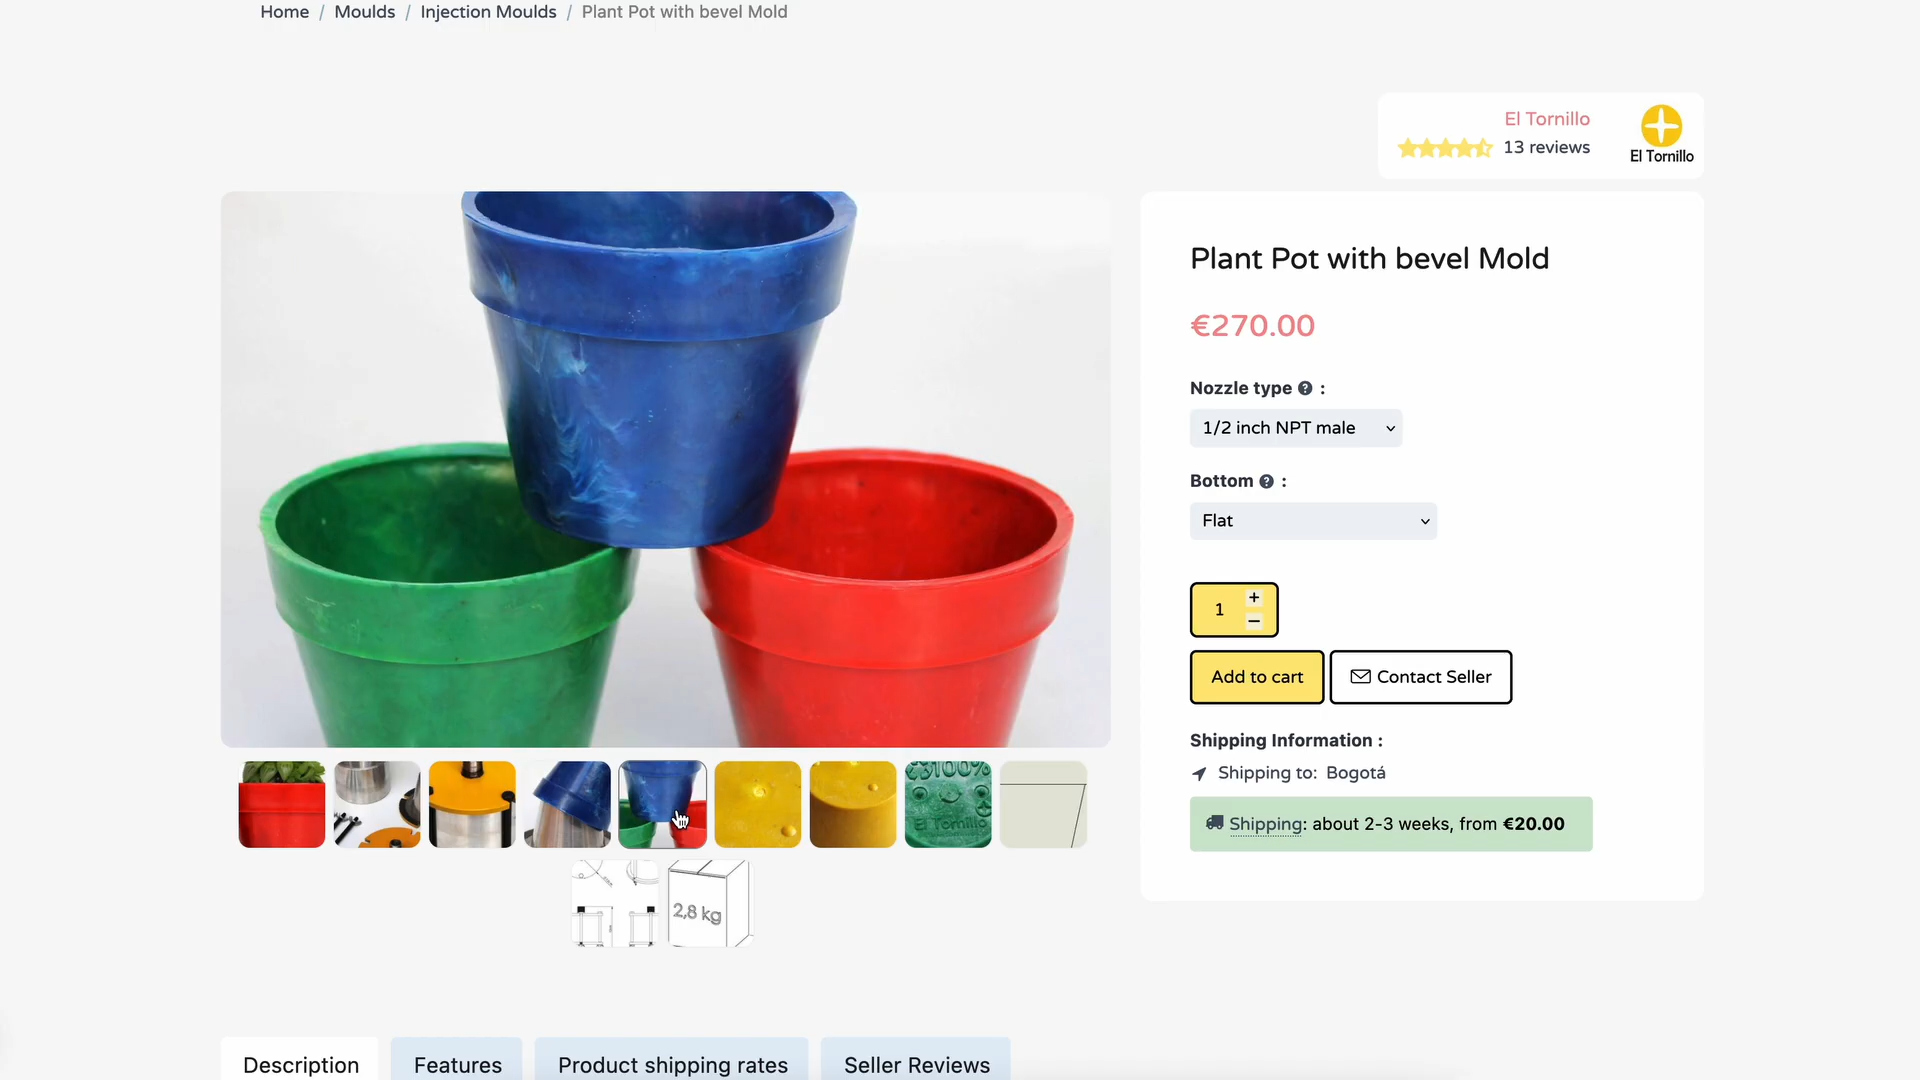 Home / Moulds / Injection Moulds / Plant Pot with bevel Mold
El Tornillo
13 reviews
El Tornillo
Plant Pot with bevel Mold
€270.00
Nozzle type ? :
1/2 inch NPT male
Bottom ? :
Flat
1
+
−
Add to cart
Contact Seller
Shipping Information :
Shipping to: Bogotá
Shipping: about 2-3 weeks, from €20.00
100%
El Tornillo
2,8 kg
Description
Features
Product shipping rates
Seller Reviews